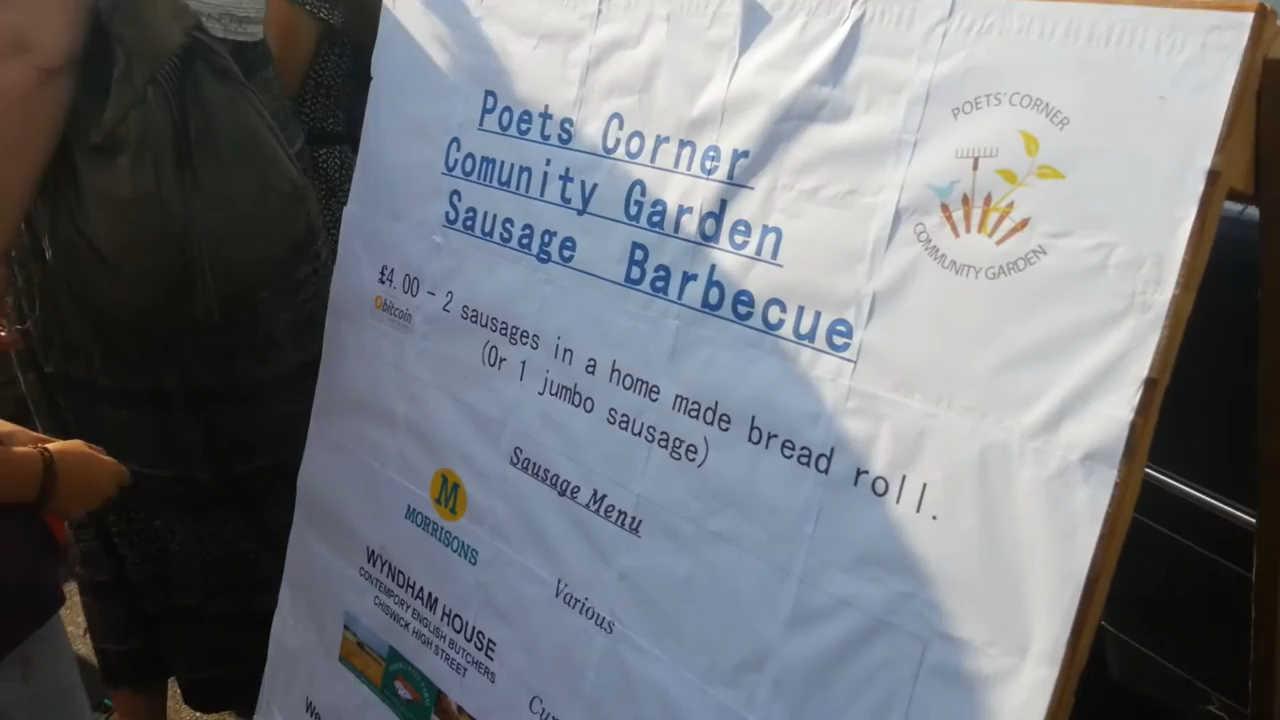 Poets Corner
Comunity Garden
Sausage Barbecue
POETS' CORNER
COMMUNITY GARDEN
£4.00 - 2 sausages in a home made bread roll.
bitcoin
(Or 1 jumbo sausage)
Sausage Menu
M
MORRISONS
Various
WYNDHAM HOUSE
CONTEMPORY ENGLISH BUTCHERS
CHISWICK HIGH STREET